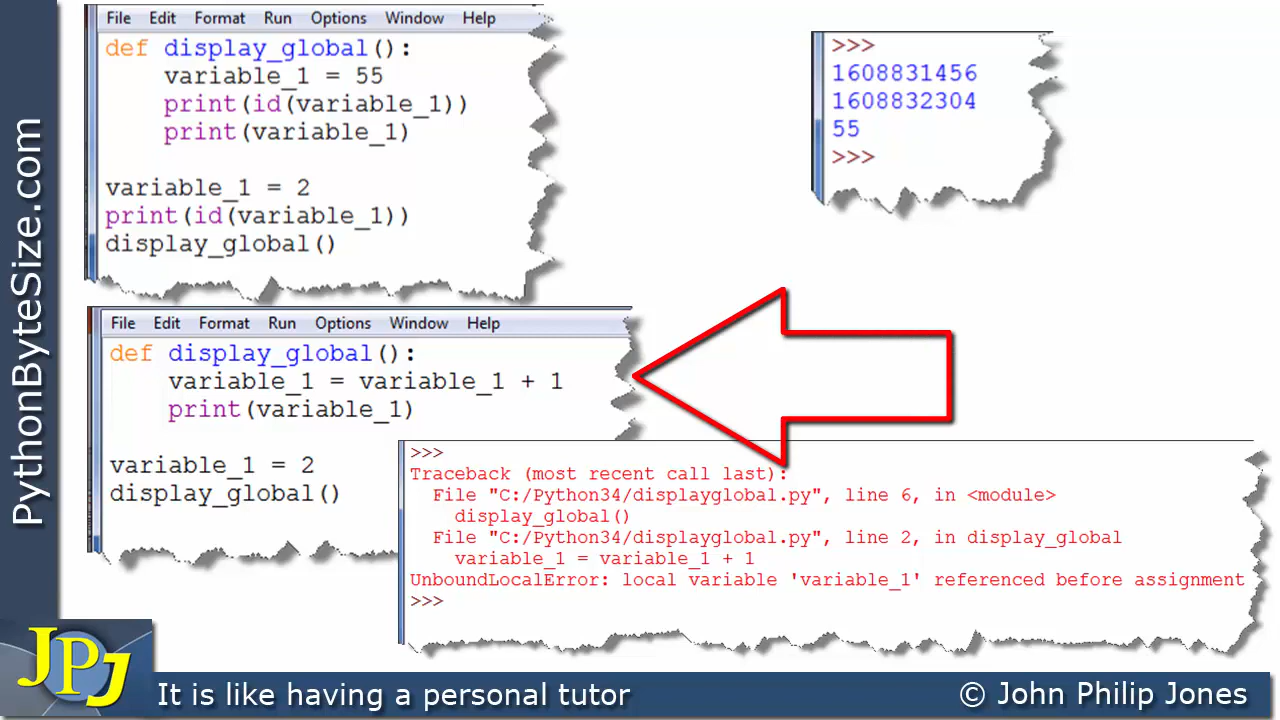 File Edit Format Run Options Window Help
def display_global():
    variable_1 = 55
    print(id(variable_1))
    print(variable_1)
variable_1 = 2
print(id(variable_1))
display_global()
>>>
1608831456
1608832304
55
>>>
File Edit Format Run Options Window Help
def display_global():
    variable_1 = variable_1 + 1
    print(variable_1)
variable_1 = 2
display_global()
>>>
Traceback (most recent call last):
  File "C:/Python34/displayglobal.py", line 6, in <module>
    display_global()
  File "C:/Python34/displayglobal.py", line 2, in display_global
    variable_1 = variable_1 + 1
UnboundLocalError: local variable 'variable_1' referenced before assignment
>>>
PythonByteSize.com
JPJ
It is like having a personal tutor
© John Philip Jones